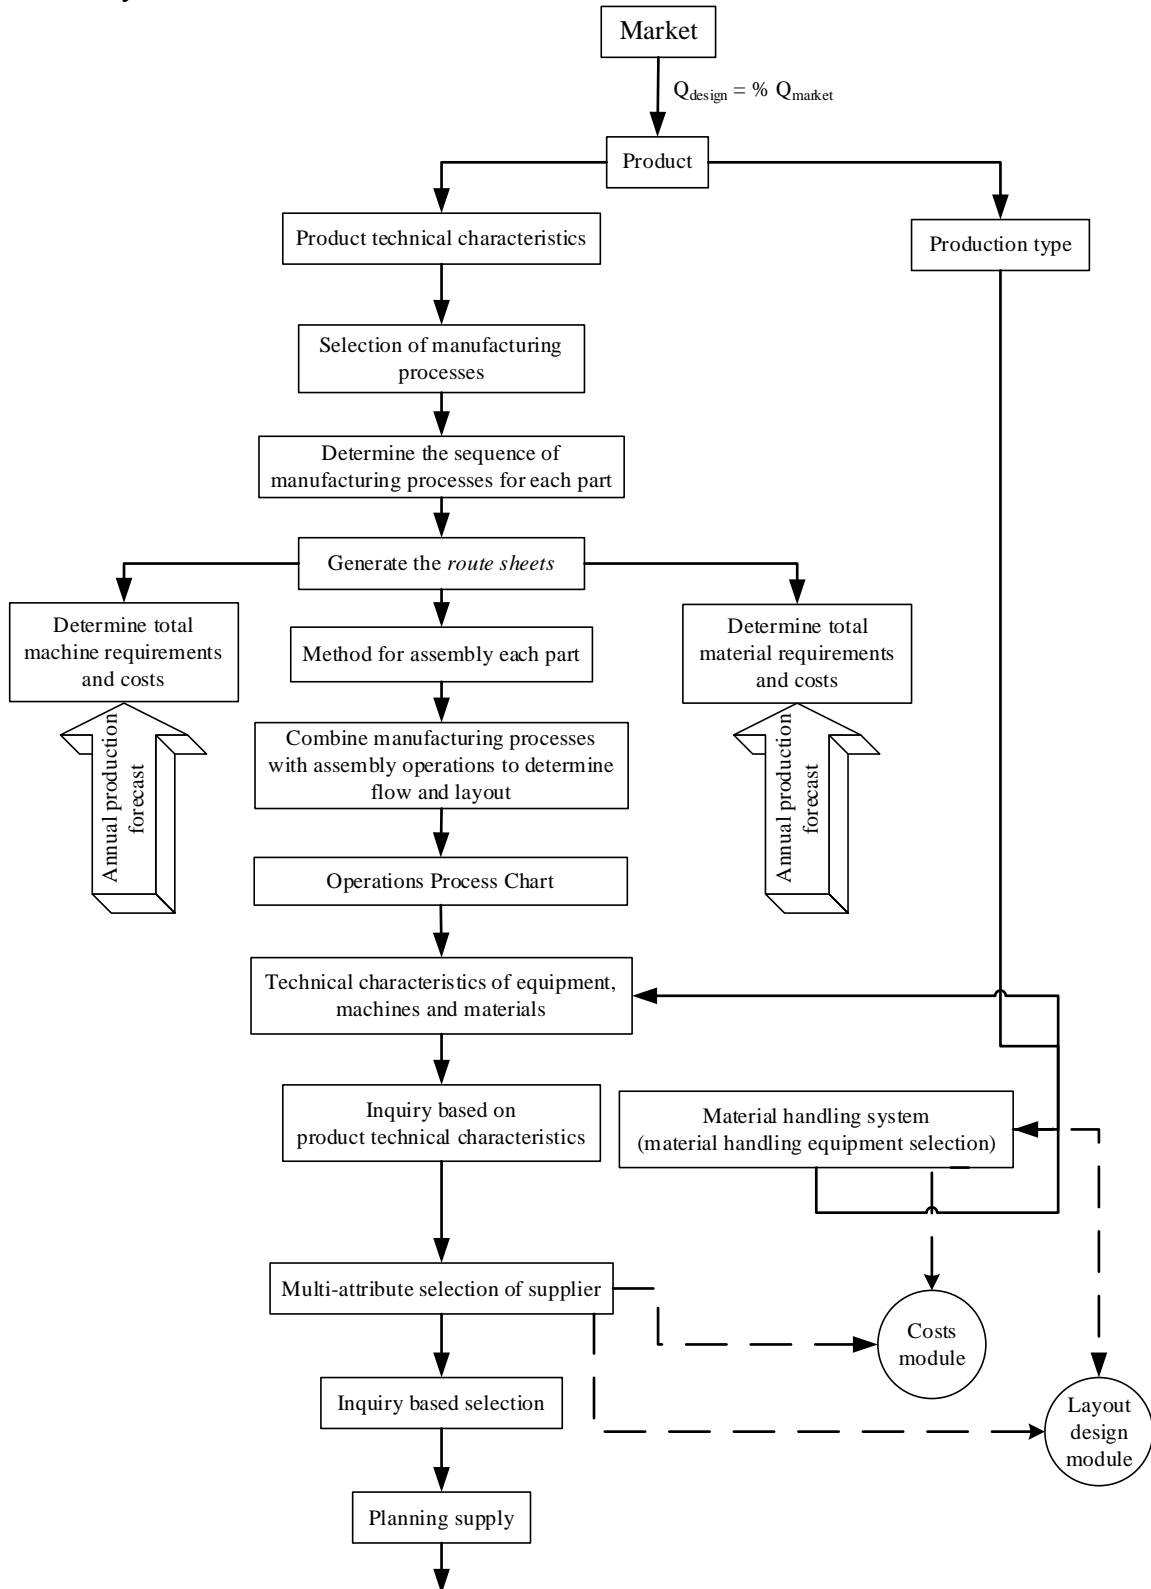 Market
Qdesign = % Qmarket
Product
Product technical characteristics
Production type
Selection of manufacturing
processes
Determine the sequence of
manufacturing processes for each part
Generate the route sheets
Determine total
machine requirements
and costs
Method for assembly each part
Determine total
material requirements
and costs
Annual production
forecast
Combine manufacturing processes
with assembly operations to determine
flow and layout
Annual production
forecast
Operations Process Chart
Technical characteristics of equipment,
machines and materials
Inquiry based on
product technical characteristics
Material handling system
(material handling equipment selection)
Multi-attribute selection of supplier
Costs
module
Inquiry based selection
Layout
design
module
Planning supply